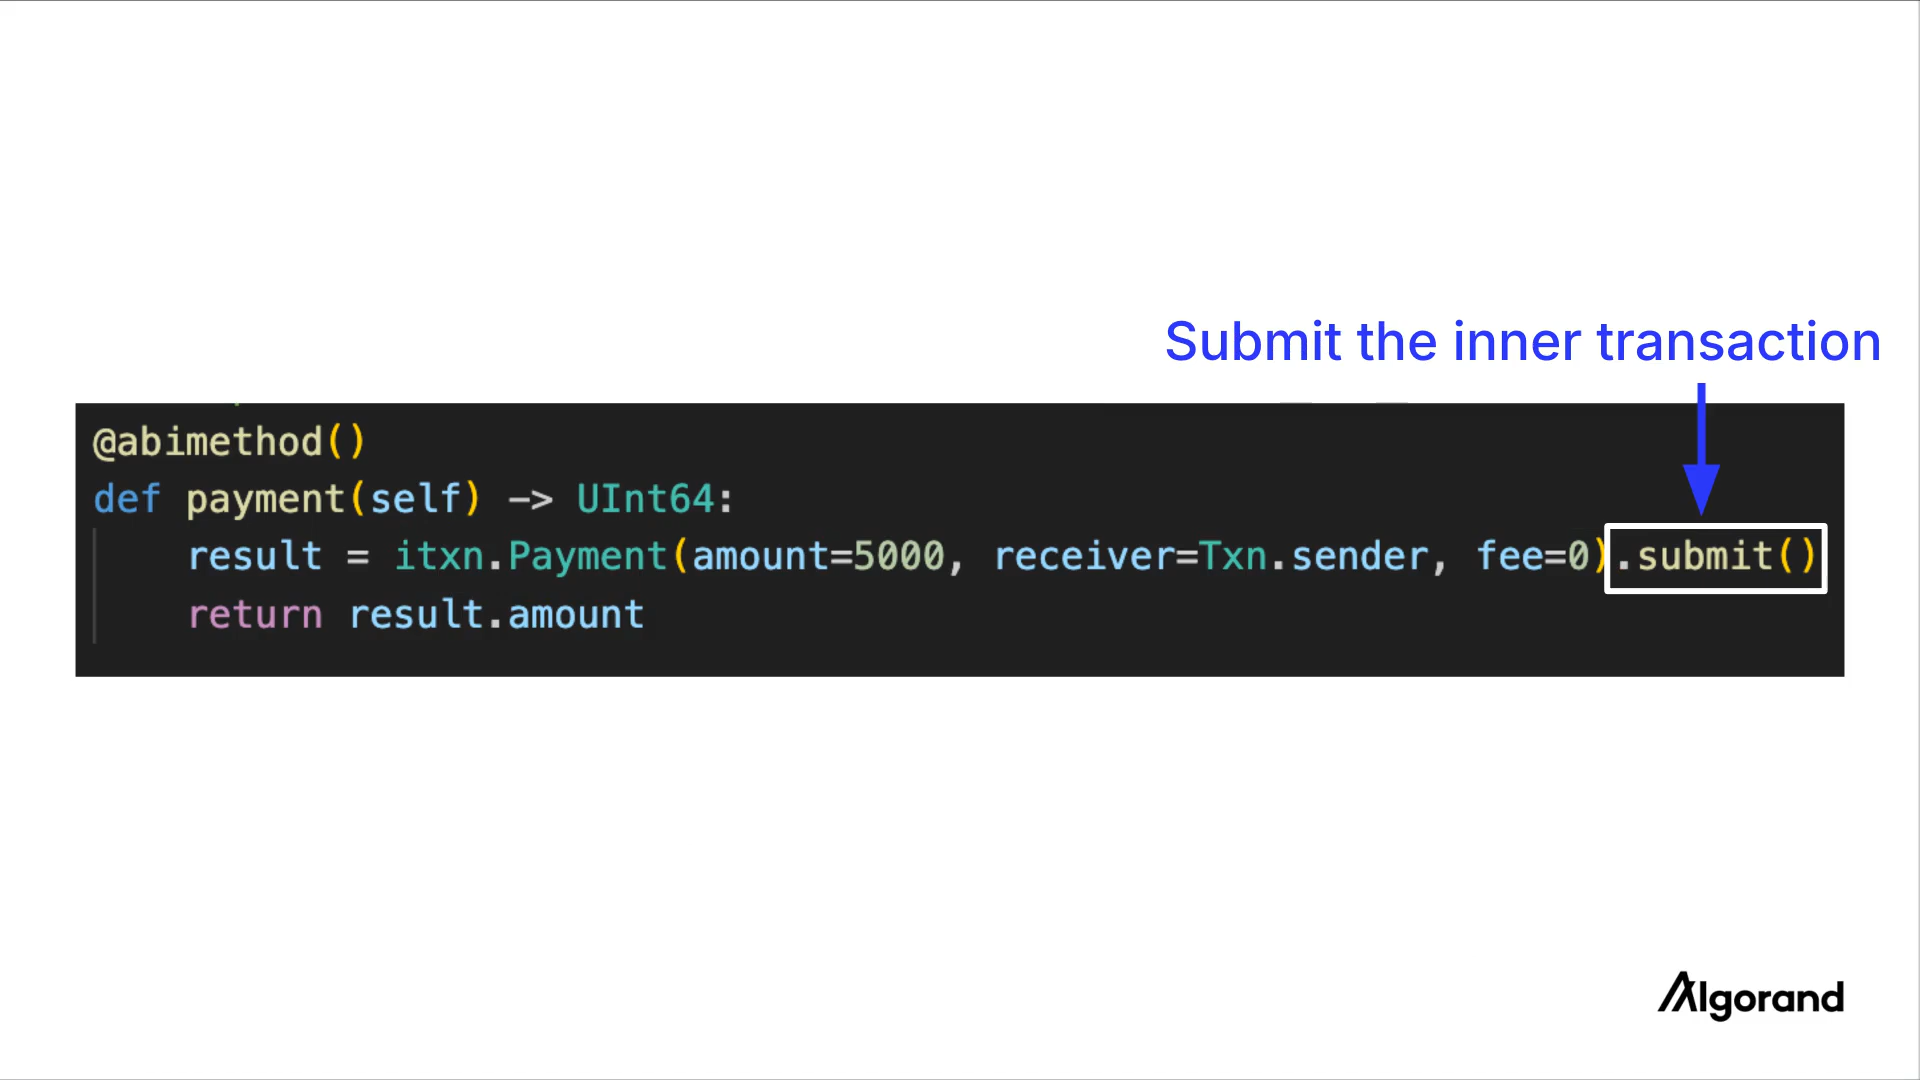 Submit the inner transaction
@abimethod()
def payment(self) -> UInt64:
    result = itxn.Payment(amount=5000, receiver=Txn.sender, fee=0).submit()
    return result.amount
Algorand